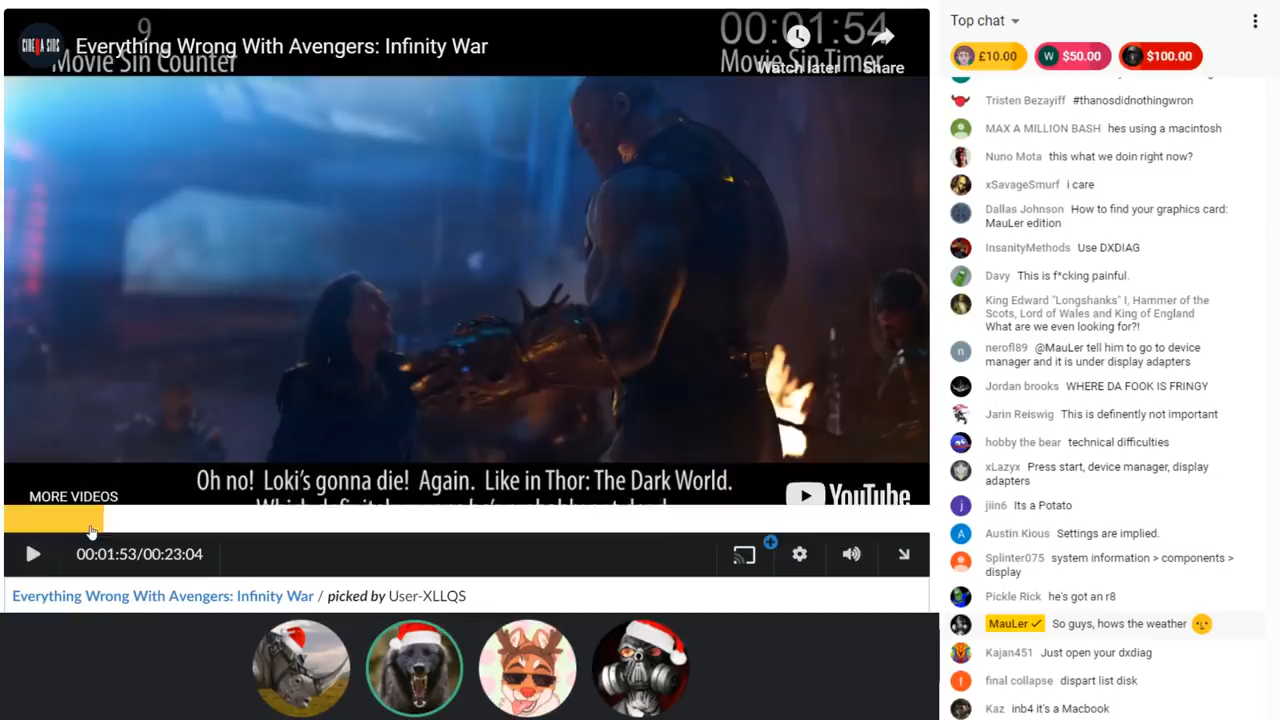 CINEMA SINS
Everything Wrong With Avengers: Infinity War
9
Movie Sin Counter
00:01:54
Movie Sin Timer
Watch later
Share
Oh no! Loki's gonna die! Again. Like in Thor: The Dark World.
MORE VIDEOS
YouTube
00:01:53/00:23:04
Everything Wrong With Avengers: Infinity War / picked by User-XLLQS
Top chat
£10.00
W $50.00
$100.00
Tristen Bezayiff #thanosdidnothingwron
MAX A MILLION BASH hes using a macintosh
Nuno Mota this what we doin right now?
xSavageSmurf i care
Dallas Johnson How to find your graphics card:
MauLer edition
InsanityMethods Use DXDIAG
Davy This is f*cking painful.
King Edward "Longshanks" I, Hammer of the
Scots, Lord of Wales and King of England
What are we even looking for?!
n nerofl89 @MauLer tell him to go to device
manager and it is under display adapters
Jordan brooks WHERE DA FOOK IS FRINGY
Jarin Reiswig This is definently not important
hobby the bear technical difficulties
xLazyx Press start, device manager, display
adapters
j jiin6 Its a Potato
A Austin Kious Settings are implied.
Splinter075 system information > components >
display
Pickle Rick he's got an r8
MauLer So guys, hows the weather
Kajan451 Just open your dxdiag
f final collapse dispart list disk
Kaz inb4 it's a Macbook